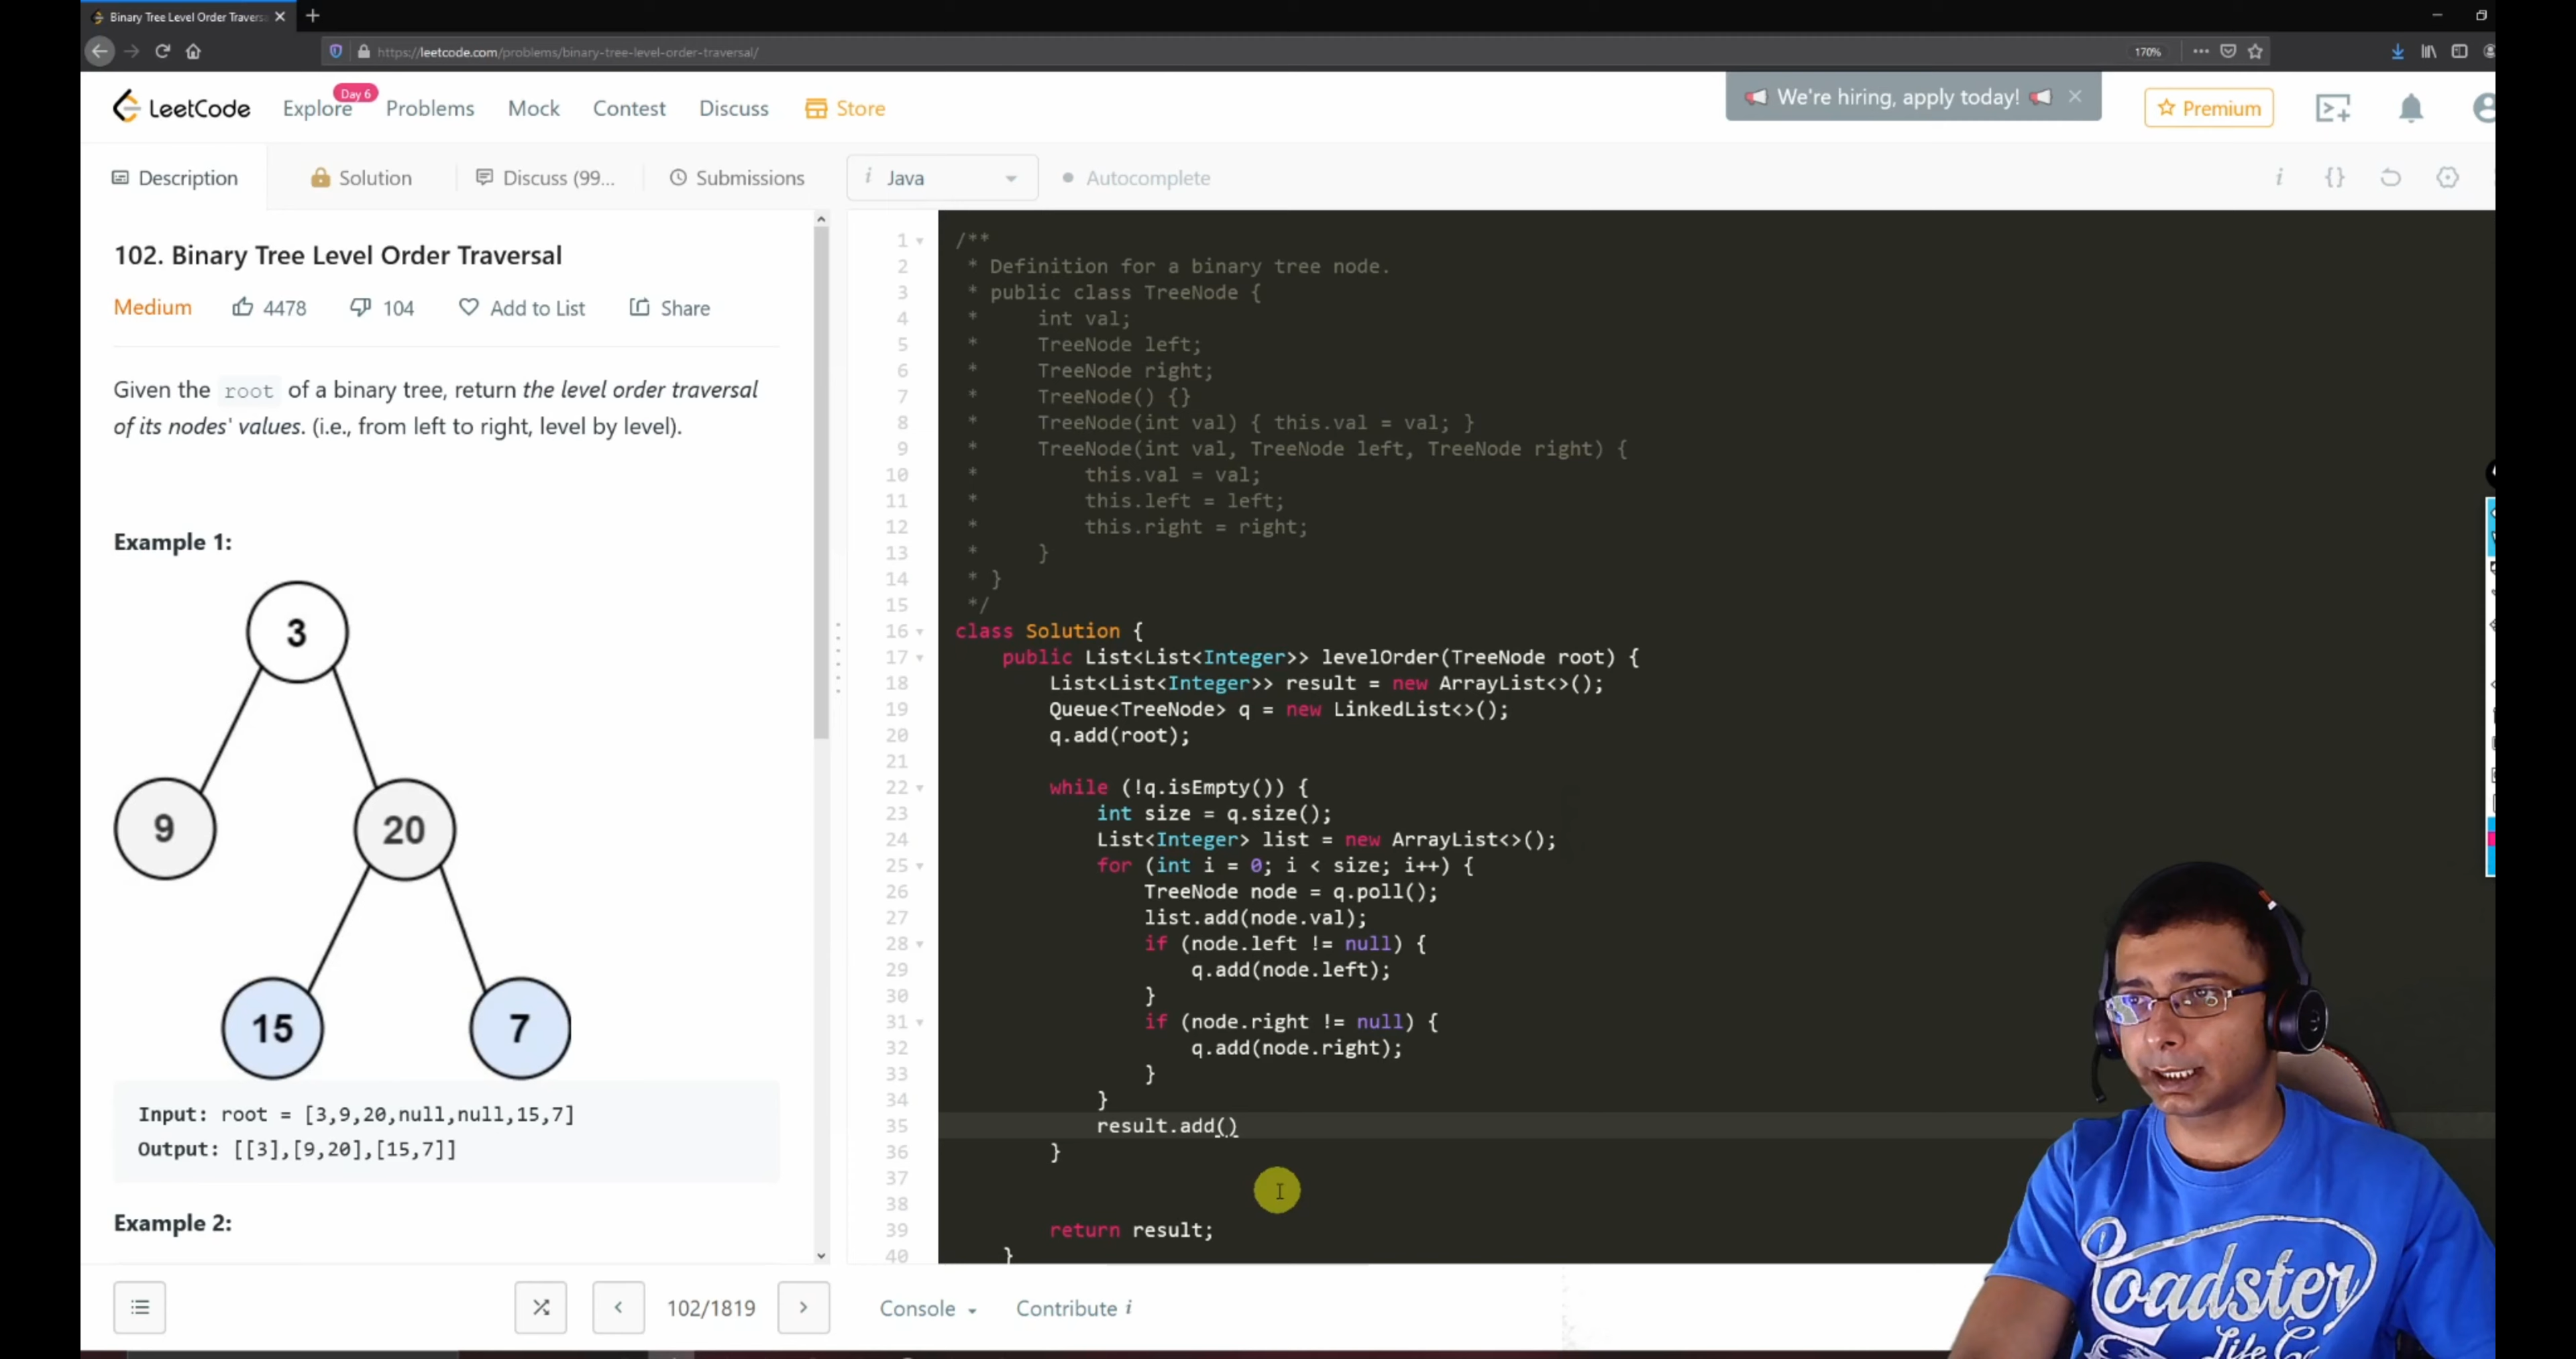 Binary Tree Level Order Travers
https://leetcode.com/problems/binary-tree-level-order-traversal/
170%
LeetCode
Explore
Day 6
Problems
Mock
Contest
Discuss
Store
We're hiring, apply today!
Premium
Description
Solution
Discuss (99...
Submissions
i Java
Autocomplete
102. Binary Tree Level Order Traversal
Medium
4478
104
Add to List
Share
Given the root of a binary tree, return the level order traversal
of its nodes' values. (i.e., from left to right, level by level).
Example 1:
3
9
20
15
7
Input: root = [3,9,20,null,null,15,7]
Output: [[3],[9,20],[15,7]]
Example 2:
102/1819
1 /**
2 * Definition for a binary tree node.
3 * public class TreeNode {
4 * int val;
5 * TreeNode left;
6 * TreeNode right;
7 * TreeNode() {}
8 * TreeNode(int val) { this.val = val; }
9 * TreeNode(int val, TreeNode left, TreeNode right) {
10 * this.val = val;
11 * this.left = left;
12 * this.right = right;
13 * }
14 * }
15 */
16 class Solution {
17 public List<List<Integer>> levelOrder(TreeNode root) {
18 List<List<Integer>> result = new ArrayList<>();
19 Queue<TreeNode> q = new LinkedList<>();
20 q.add(root);
21
22 while (!q.isEmpty()) {
23 int size = q.size();
24 List<Integer> list = new ArrayList<>();
25 for (int i = 0; i < size; i++) {
26 TreeNode node = q.poll();
27 list.add(node.val);
28 if (node.left != null) {
29 q.add(node.left);
30 }
31 if (node.right != null) {
32 q.add(node.right);
33 }
34 }
35 result.add()
36 }
37
38
39 return result;
40 }
Console
Contribute i
Roadster
Life Co